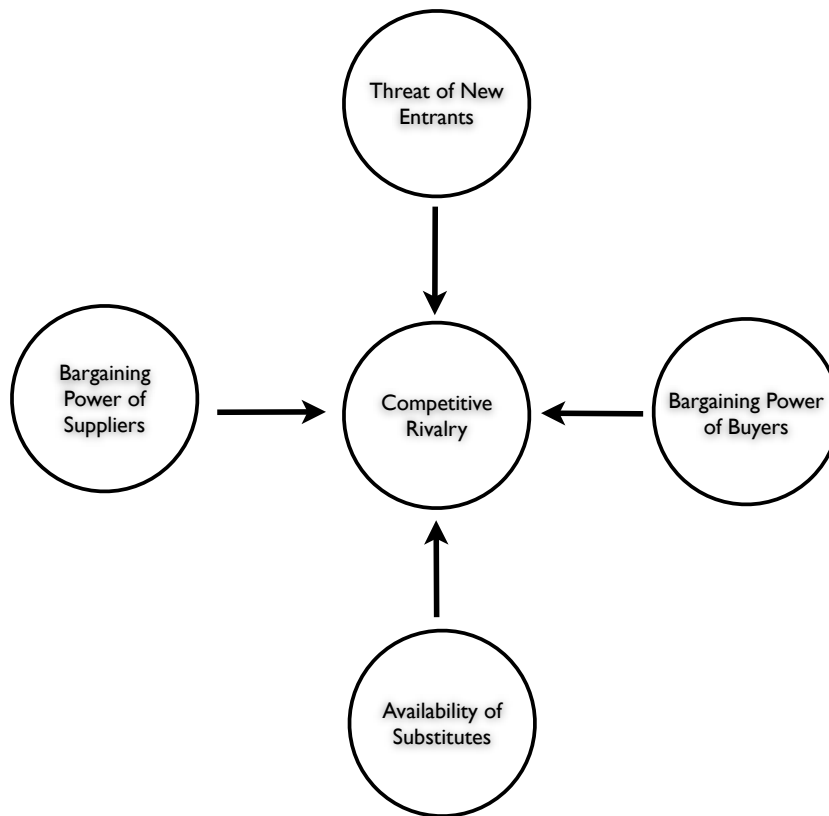 Threat of New
Entrants
Bargaining
Power of
Suppliers
Competitive
Rivalry
Bargaining Power
of Buyers
Availability of
Substitutes